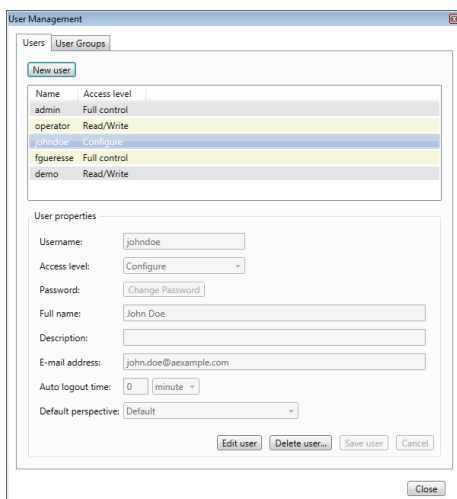 User Management
Users User Groups
New user
Name Access level
admin Full control
operator Read/Write
johndoe Configure
fgueresse Full control
demo Read/Write
User properties
Username: johndoe
Access level: Configure
Password: Change Password
Full name: John Doe
Description:
E-mail address: john.doe@aexample.com
Auto logout time: 0 minute
Default perspective: Default
Edit user Delete user... Save user Cancel
Close